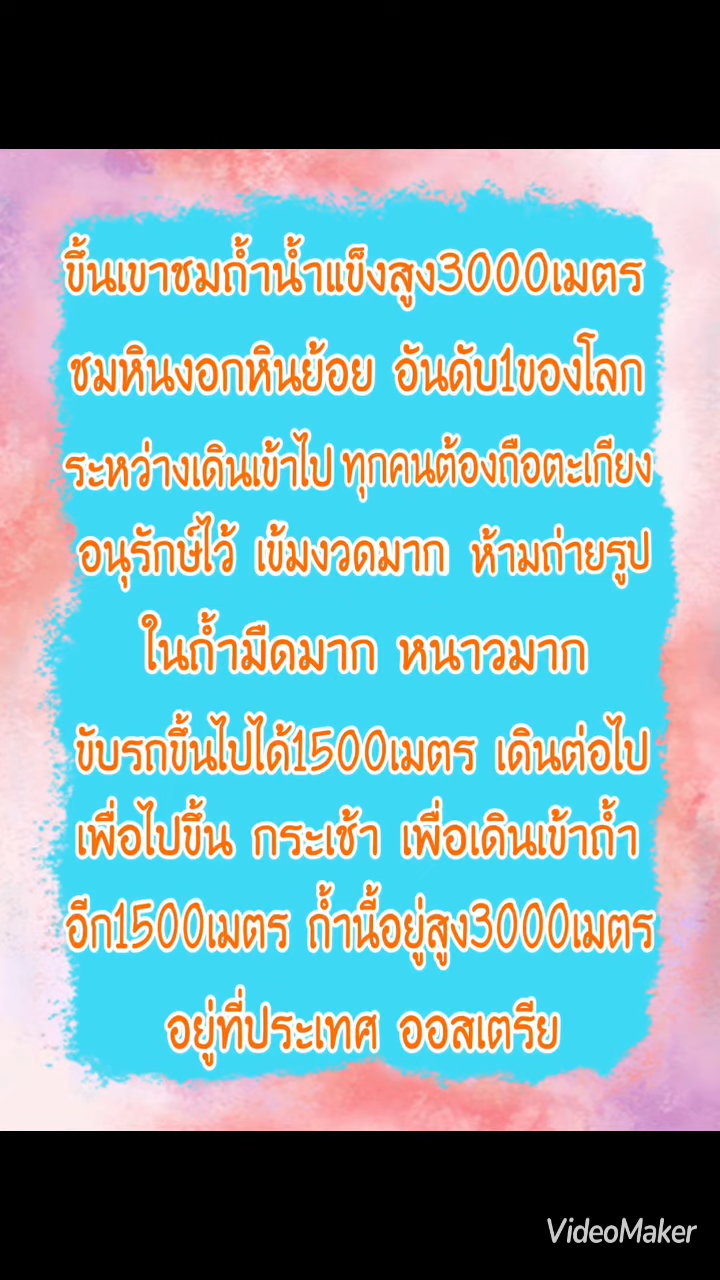 ขึ้นเขาชมถ้ำน้ำแข็งสูง3000เมตร
ชมหินงอกหินย้อย อันดับ1ของโลก
ระหว่างเดินเข้าไป ทุกคนต้องถือตะเกียง
อนุรักษ์ไว้ เข้มงวดมาก ห้ามถ่ายรูป
ในถ้ำมืดมาก หนาวมาก
ขับรถขึ้นไปได้1500เมตร เดินต่อไป
เพื่อไปขึ้น กระเช้า เพื่อเดินเข้าถ้ำ
อีก1500เมตร ถ้ำนี้อยู่สูง3000เมตร
อยู่ที่ประเทศ ออสเตรีย
VideoMaker